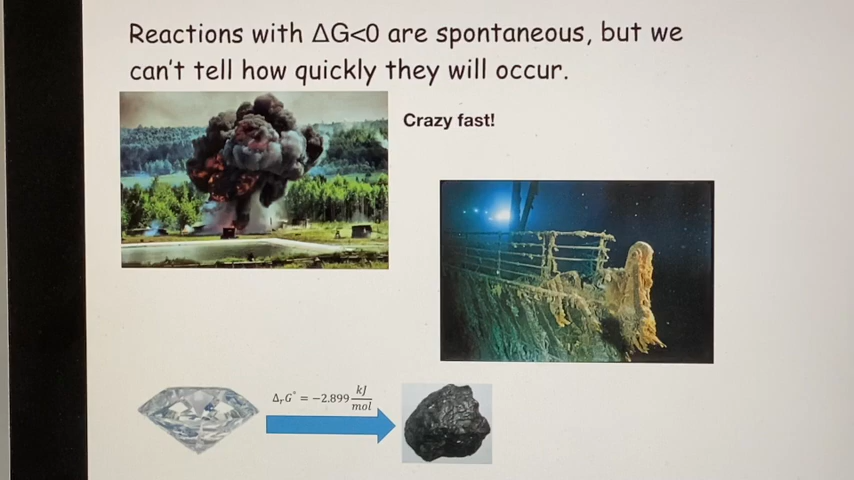 Reactions with ΔG<0 are spontaneous, but we
can't tell how quickly they will occur.
Crazy fast!
ΔrG° = −2.899 kJ/mol